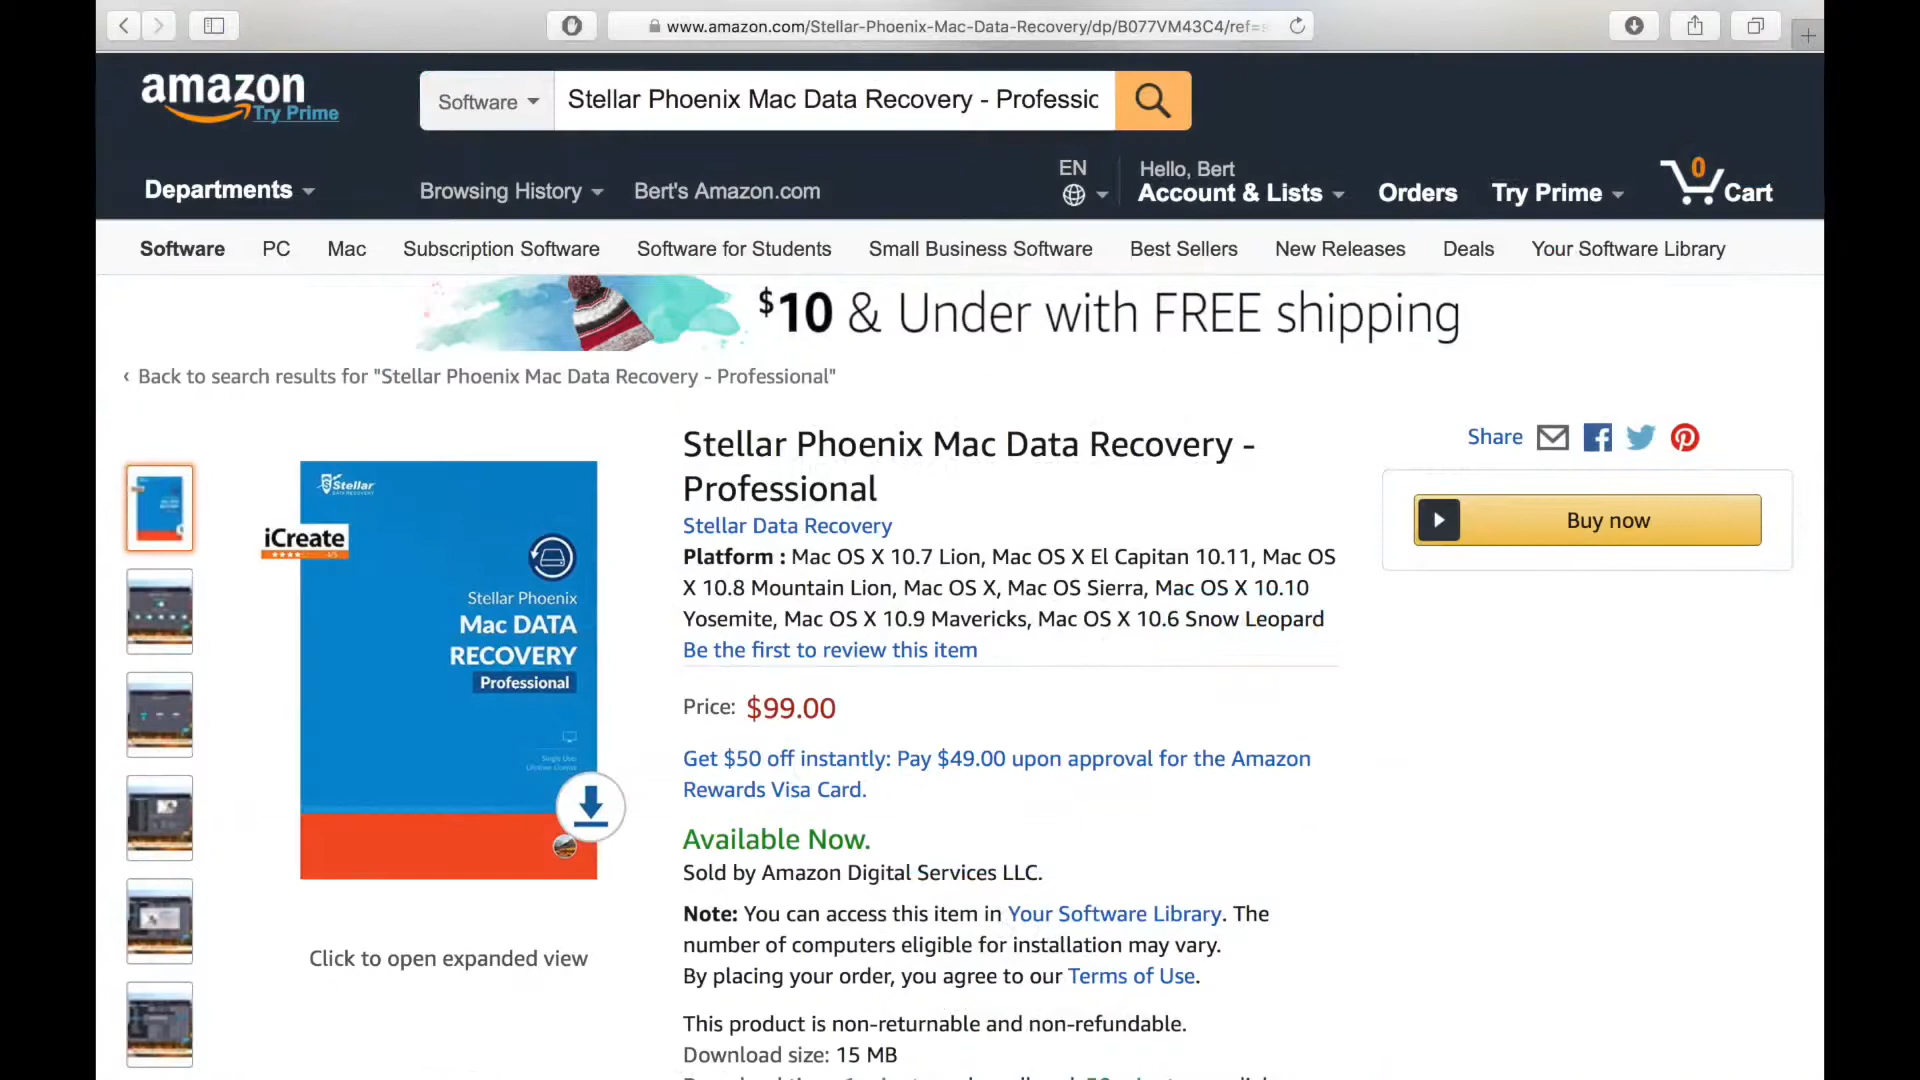 www.amazon.com/Stellar-Phoenix-Mac-Data-Recovery/dp/B077VM43C4/ref=s
amazon
Try Prime
Software
Stellar Phoenix Mac Data Recovery - Professic
Departments
Browsing History
Bert's Amazon.com
EN
Hello, Bert
Account & Lists
Orders
Try Prime
0
Cart
Software PC Mac Subscription Software Software for Students Small Business Software Best Sellers New Releases Deals Your Software Library
$10 & Under with FREE shipping
‹ Back to search results for "Stellar Phoenix Mac Data Recovery - Professional"
Stellar
DATA RECOVERY
iCreate
Stellar Phoenix
Mac DATA
RECOVERY
Professional
Single User
Lifetime License
Click to open expanded view
Stellar Phoenix Mac Data Recovery -
Professional
Stellar Data Recovery
Platform : Mac OS X 10.7 Lion, Mac OS X El Capitan 10.11, Mac OS
X 10.8 Mountain Lion, Mac OS X, Mac OS Sierra, Mac OS X 10.10
Yosemite, Mac OS X 10.9 Mavericks, Mac OS X 10.6 Snow Leopard
Be the first to review this item
Price: $99.00
Get $50 off instantly: Pay $49.00 upon approval for the Amazon
Rewards Visa Card.
Available Now.
Sold by Amazon Digital Services LLC.
Note: You can access this item in Your Software Library. The
number of computers eligible for installation may vary.
By placing your order, you agree to our Terms of Use.
This product is non-returnable and non-refundable.
Download size: 15 MB
Share
Buy now